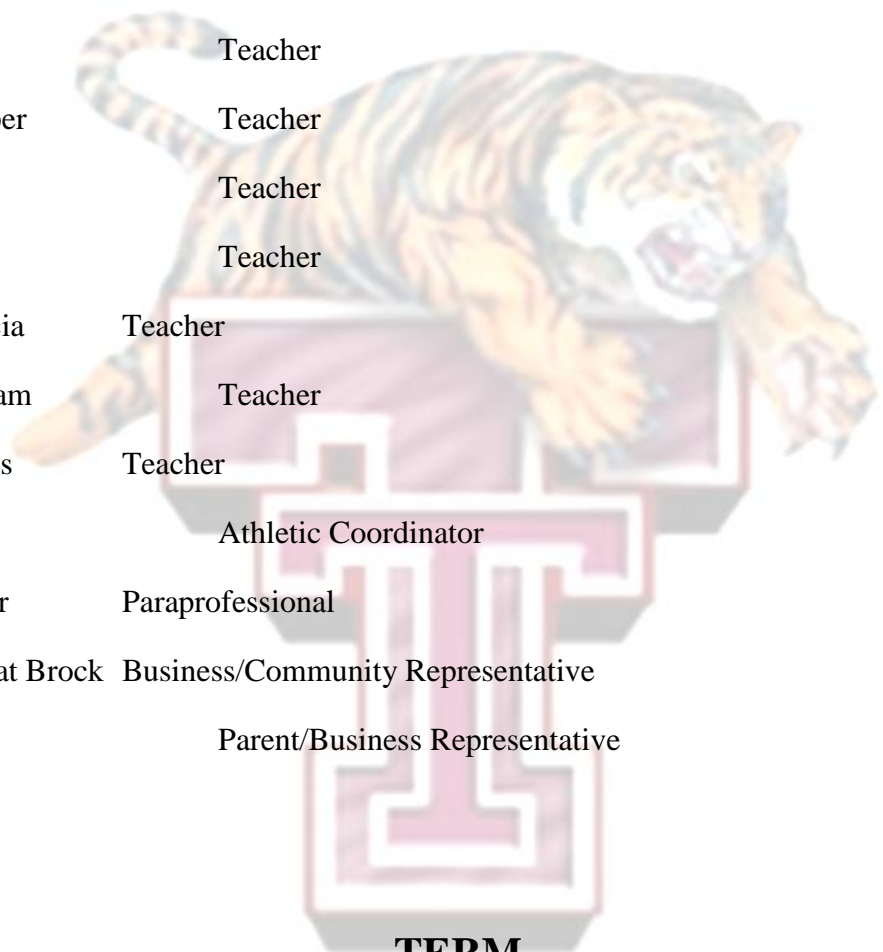 Teacher
per Teacher
Teacher
Teacher
ia Teacher
am Teacher
s Teacher
Athletic Coordinator
r Paraprofessional
at Brock Business/Community Representative
Parent/Business Representative
TERM